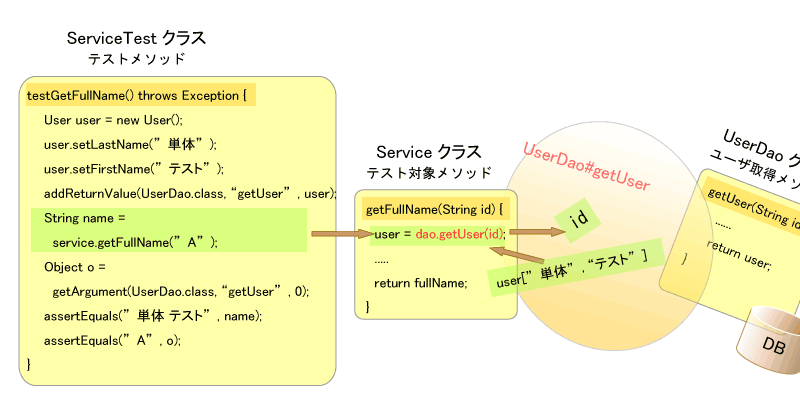 ServiceTest クラス
テストメソッド
testGetFullName() throws Exception {
User user = new User();
user.setLastName(”単体”);
user.setFirstName(”テスト”);
addReturnValue(UserDao.class, “getUser”, user);
String name =
service.getFullName(”A”);
Object o =
getArgument(UserDao.class, “getUser”, 0);
assertEquals(”単体 テスト”, name);
assertEquals(”A”, o);
}
Service クラス
テスト対象メソッド
getFullName(String id) {
user = dao.getUser(id);
.....
return fullName;
}
UserDao#getUser
id
user[”単体”,“テスト”]
UserDao ク
ユーザ取得メソ
getUser(String id
......
return user;
}
DB